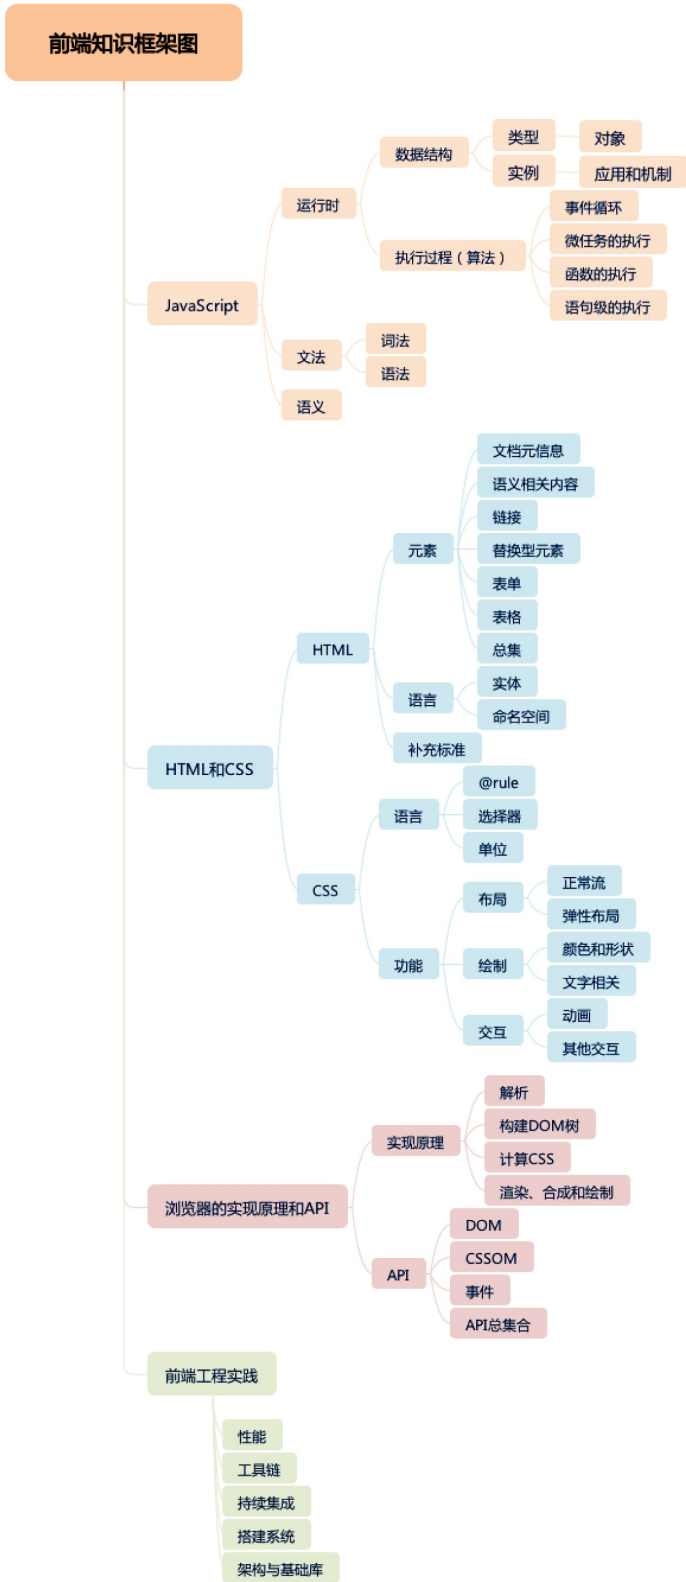 前端知识框架图
JavaScript
运行时
数据结构
类型
对象
实例
应用和机制
执行过程（算法）
事件循环
微任务的执行
函数的执行
语句级的执行
文法
词法
语法
语义
HTML和CSS
HTML
元素
文档元信息
语义相关内容
链接
替换型元素
表单
表格
总集
语言
实体
命名空间
补充标准
CSS
语言
@rule
选择器
单位
功能
布局
正常流
弹性布局
绘制
颜色和形状
文字相关
交互
动画
其他交互
浏览器的实现原理和API
实现原理
解析
构建DOM树
计算CSS
渲染、合成和绘制
API
DOM
CSSOM
事件
API总集合
前端工程实践
性能
工具链
持续集成
搭建系统
架构与基础库